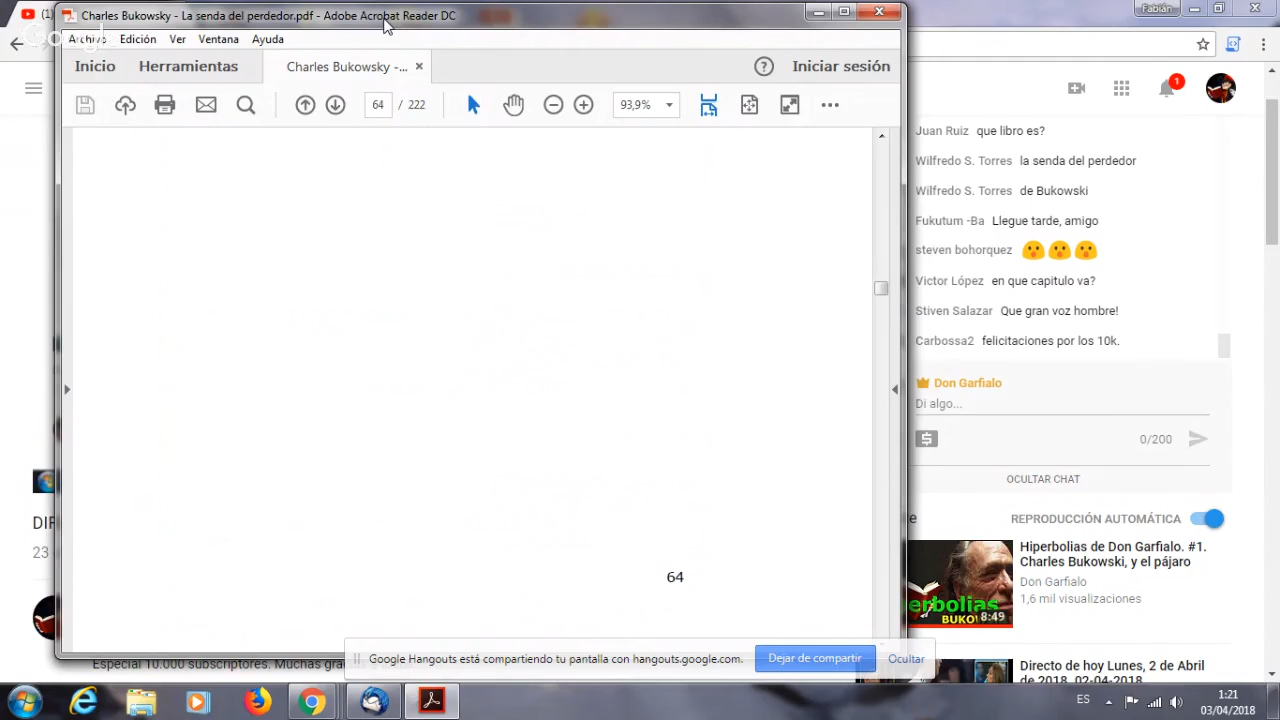 Charles Bukowsky - La senda del perdedor.pdf - Adobe Acrobat Reader DC
Fabián
Archivo Edición Ver Ventana Ayuda
Inicio Herramientas Charles Bukowsky -... Iniciar sesión
64 / 222 93,9%
1
Juan Ruiz que libro es?
Wilfredo S. Torres la senda del perdedor
Wilfredo S. Torres de Bukowski
Fukutum -Ba Llegue tarde, amigo
steven bohorquez 😮😮😮
Victor López en que capitulo va?
Stiven Salazar Que gran voz hombre!
Carbossa2 felicitaciones por los 10k.
Don Garfialo
Di algo...
0/200
OCULTAR CHAT
REPRODUCCIÓN AUTOMÁTICA
Hiperbolias de Don Garfialo. #1.
Charles Bukowski, y el pájaro
Don Garfialo
1,6 mil visualizaciones
8:49
Directo de hoy Lunes, 2 de Abril
de 2018. 02-04-2018
64
23
Especial 10.000 subscriptores. Muchas
Google Hangouts está compartiendo tu pantalla con hangouts.google.com.
Dejar de compartir
Ocultar
ES
1:21
03/04/2018